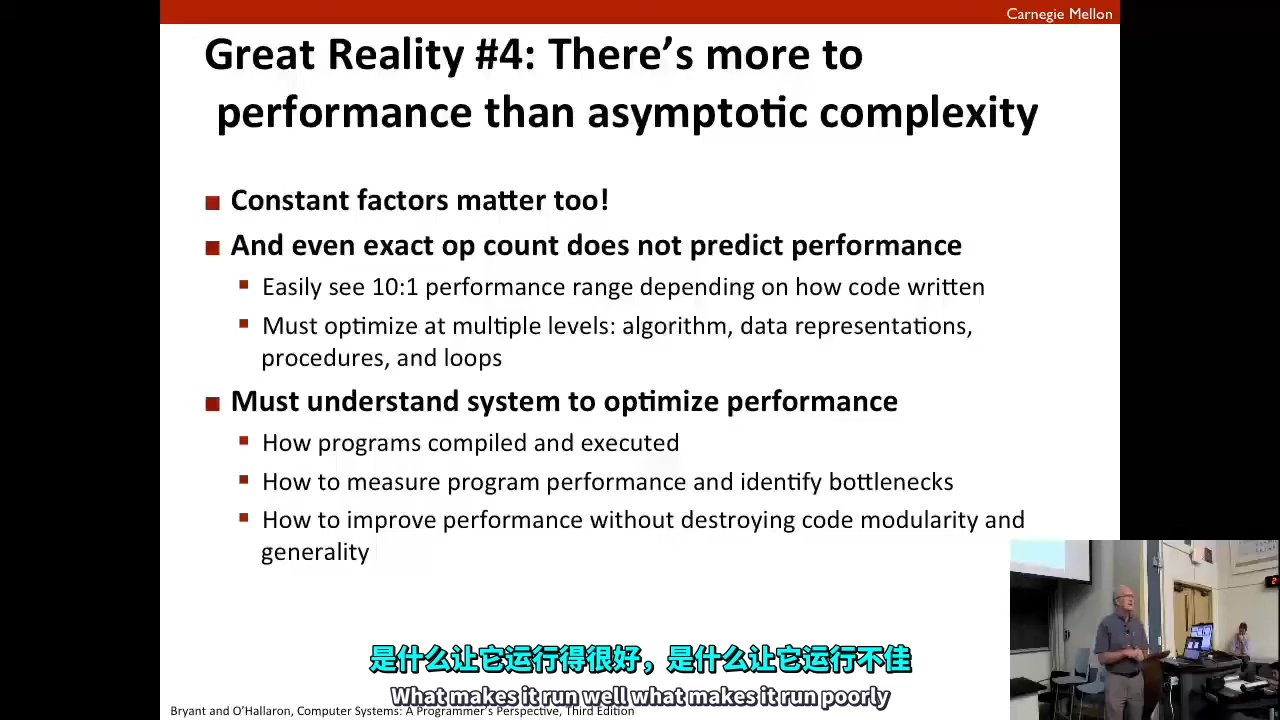 Carnegie Mellon
Great Reality #4: There's more to
performance than asymptotic complexity
■ Constant factors matter too!
■ And even exact op count does not predict performance
▪ Easily see 10:1 performance range depending on how code written
▪ Must optimize at multiple levels: algorithm, data representations,
procedures, and loops
■ Must understand system to optimize performance
▪ How programs compiled and executed
▪ How to measure program performance and identify bottlenecks
▪ How to improve performance without destroying code modularity and
generality
是什么让它运行得很好，是什么让它运行不佳
What makes it run well what makes it run poorly
Bryant and O'Hallaron, Computer Systems: A Programmer's Perspective, Third Edition